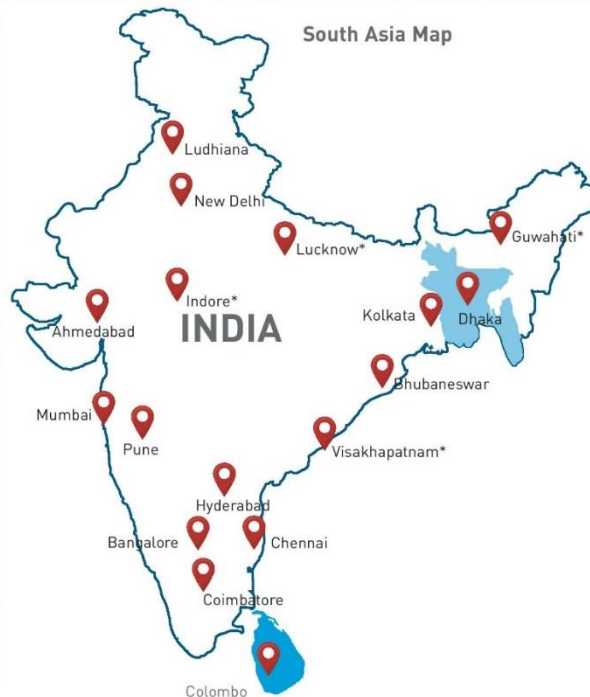 South Asia Map
Ludhiana
New Delhi
Guwahati*
Lucknow*
Indore*
Kolkata
Dhaka
Ahmedabad
INDIA
Bhubaneswar
Mumbai
Pune
Visakhapatnam*
Hyderabad
Bangalore
Chennai
Coimbatore
Colombo